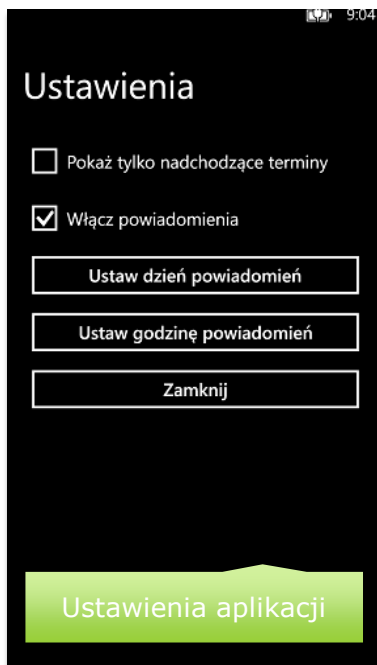 9:04
Ustawienia
Pokaż tylko nadchodzące terminy
Włącz powiadomienia
Ustaw dzień powiadomień
Ustaw godzinę powiadomień
Zamknij
Ustawienia aplikacji